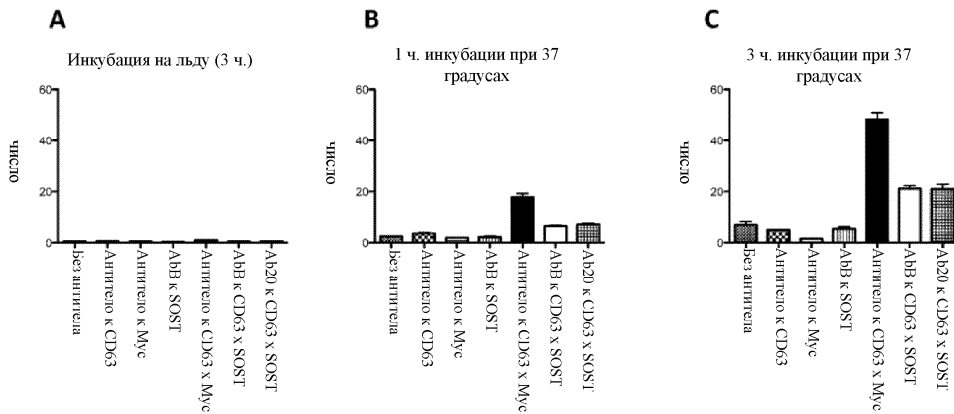 A
Инкубация на льду (3 ч.)
60
40
20
0
число
Без антитела
Антитело к CD63
Антитело к Myc
AbB к SOST
Антитело к CD63 x Myc
AbB к CD63 x SOST
Ab20 к CD63 x SOST
B
1 ч. инкубации при 37
градусах
60
40
20
0
число
Без антитела
Антитело к CD63
Антитело к Myc
AbB к SOST
Антитело к CD63 x Myc
AbB к CD63 x SOST
Ab20 к CD63 x SOST
C
3 ч. инкубации при 37
градусах
60
40
20
0
число
Без антитела
Антитело к CD63
Антитело к Myc
AbB к SOST
Антитело к CD63 x Myc
AbB к CD63 x SOST
Ab20 к CD63 x SOST